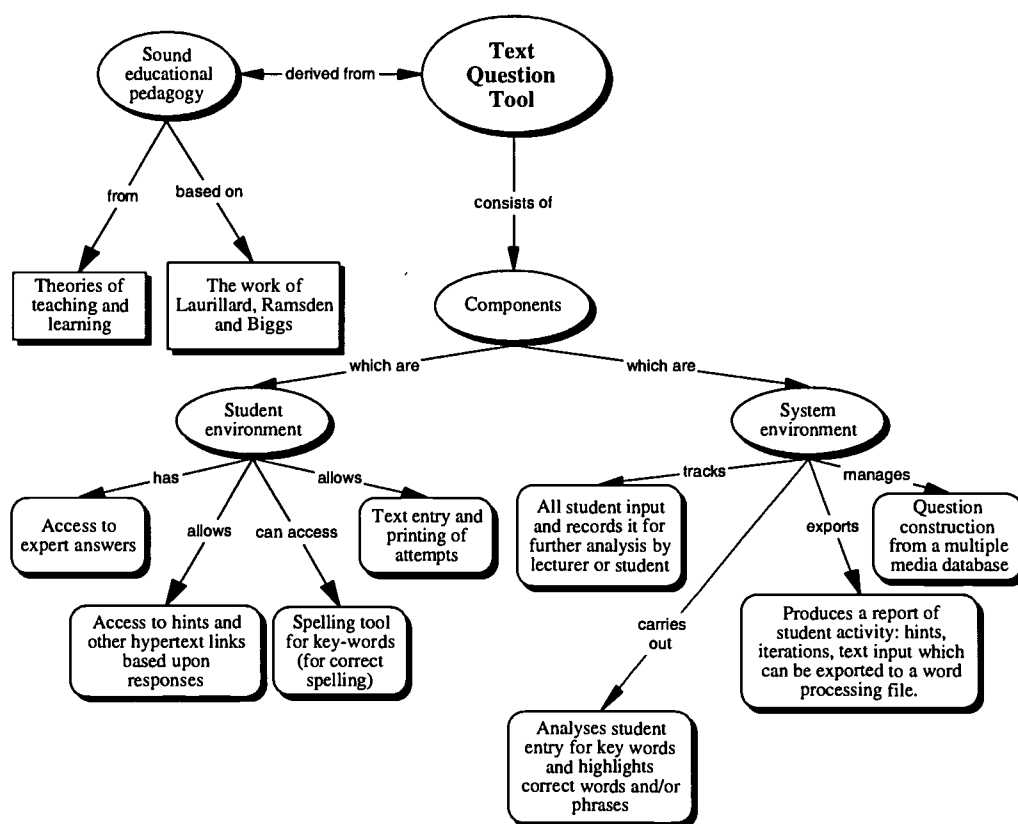 Sound
educational
pedagogy
derived from
Text
Question
Tool
from
based on
consists of
Theories of
teaching and
learning
The work of
Laurillard, Ramsden
and Biggs
Components
which are
which are
Student
environment
System
environment
has
allows
allows
can access
tracks
manages
exports
carries
out
Access to
expert answers
Text entry and
printing of
attempts
Access to hints and
other hypertext links
based upon
responses
Spelling tool
for key-words
(for correct
spelling)
All student input
and records it for
further analysis by
lecturer or student
Question
construction
from a multiple
media database
Produces a report of
student activity: hints,
iterations, text input which
can be exported to a word
processing file.
Analyses student
entry for key words
and highlights
correct words and/or
phrases